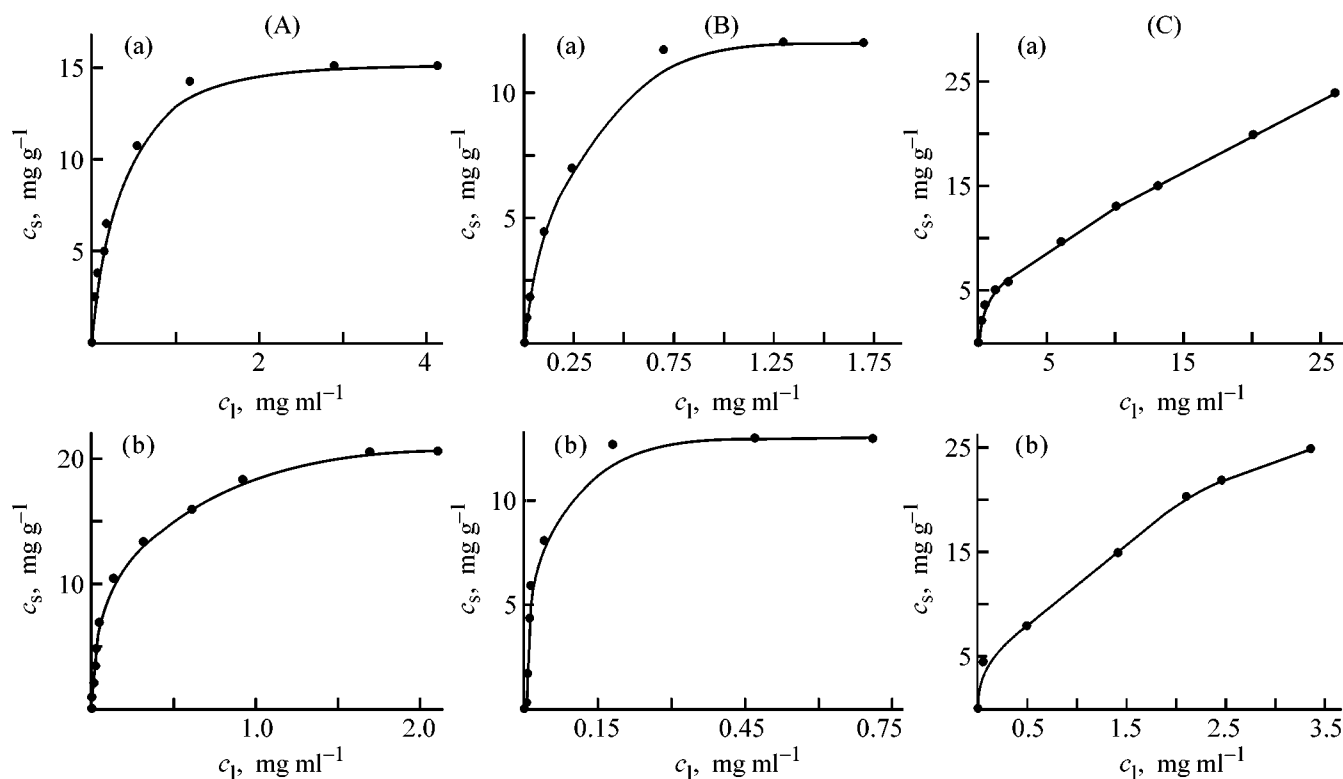 (A)
(a)
15
10
5
2
4
c_s, mg g⁻¹
c_l, mg ml⁻¹
(B)
(a)
10
5
0.25
0.75
1.25
1.75
c_s, mg g⁻¹
c_l, mg ml⁻¹
(C)
(a)
25
15
5
5
15
25
c_s, mg g⁻¹
c_l, mg ml⁻¹
(b)
20
10
1.0
2.0
c_s, mg g⁻¹
c_l, mg ml⁻¹
(b)
10
5
0.15
0.45
0.75
c_s, mg g⁻¹
c_l, mg ml⁻¹
(b)
25
15
5
0.5
1.5
2.5
3.5
c_s, mg g⁻¹
c_l, mg ml⁻¹